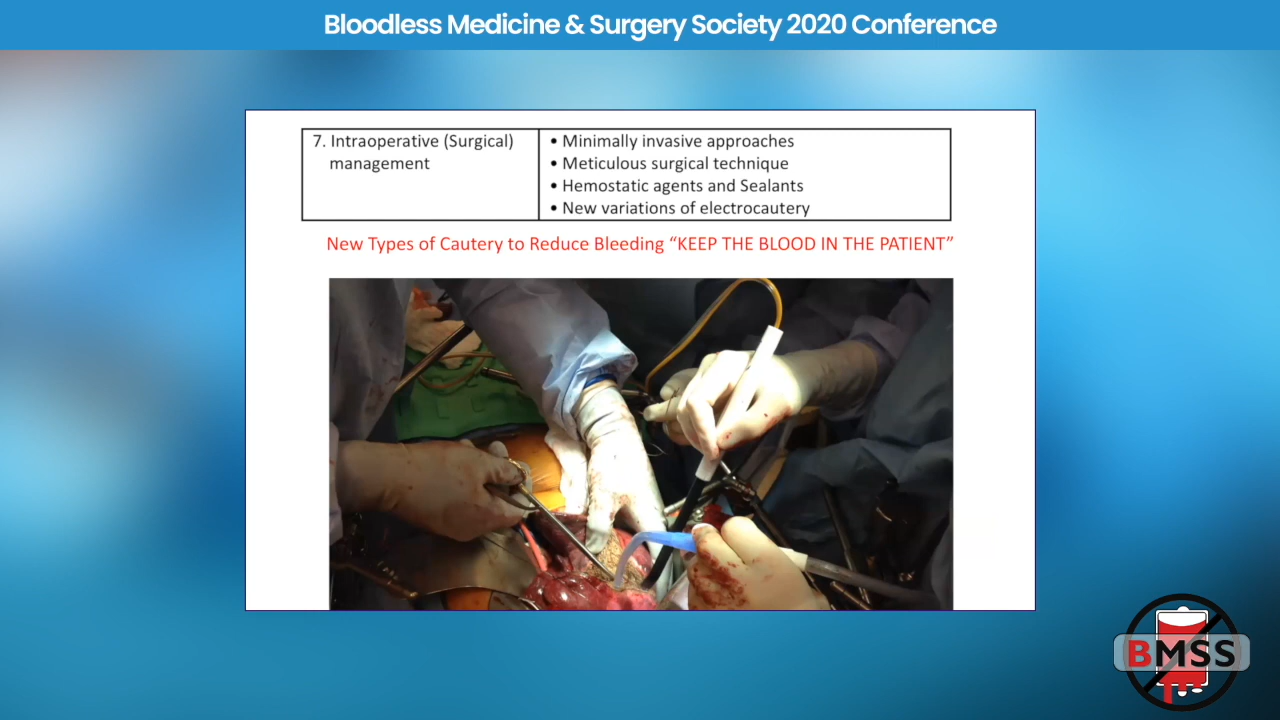 Bloodless Medicine & Surgery Society 2020 Conference
7. Intraoperative (Surgical)
management
• Minimally invasive approaches
• Meticulous surgical technique
• Hemostatic agents and Sealants
• New variations of electrocautery
New Types of Cautery to Reduce Bleeding “KEEP THE BLOOD IN THE PATIENT”
BMSS